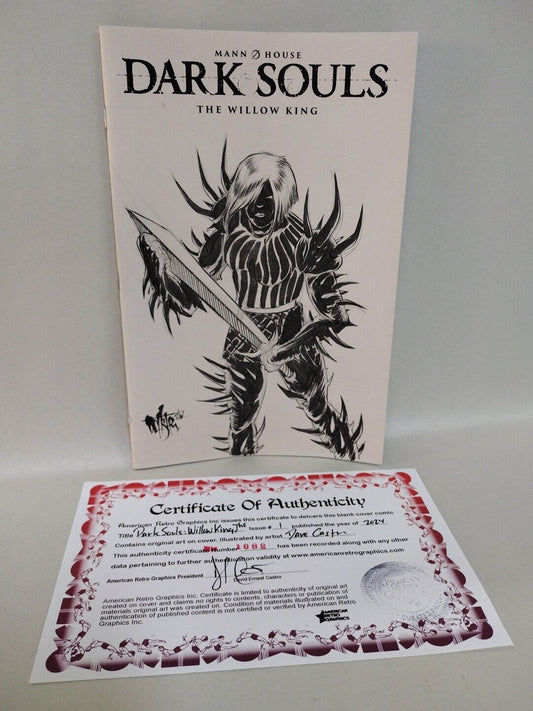 MANN HOUSE
DARK SOULS
THE WILLOW KING
Certificate Of Authenticity
American Retro Graphics Inc issues this certificate to delcare this blank cover comic
Title Dark Souls: Willow King Issue # 1 published the year of 2024
Contains original art on cover. Illustrated by artist Dave Castro
This authenticity certificate Number 1082 has been recorded along with any other
data pertaining to further authentication validity at www.americanretrographics.com
American Retro Graphics President
David Ernest Castro
American Retro Graphics Inc. Certificate is limited to authenticity of original art
created on cover and claims no rights to contents, characters or publication of
materials original art was created on. Condition of materials illustrated on and
authentication of published content is not certified or verified by American Retro
Graphics Inc.
AMERICAN
RETRO
GRAPHICS